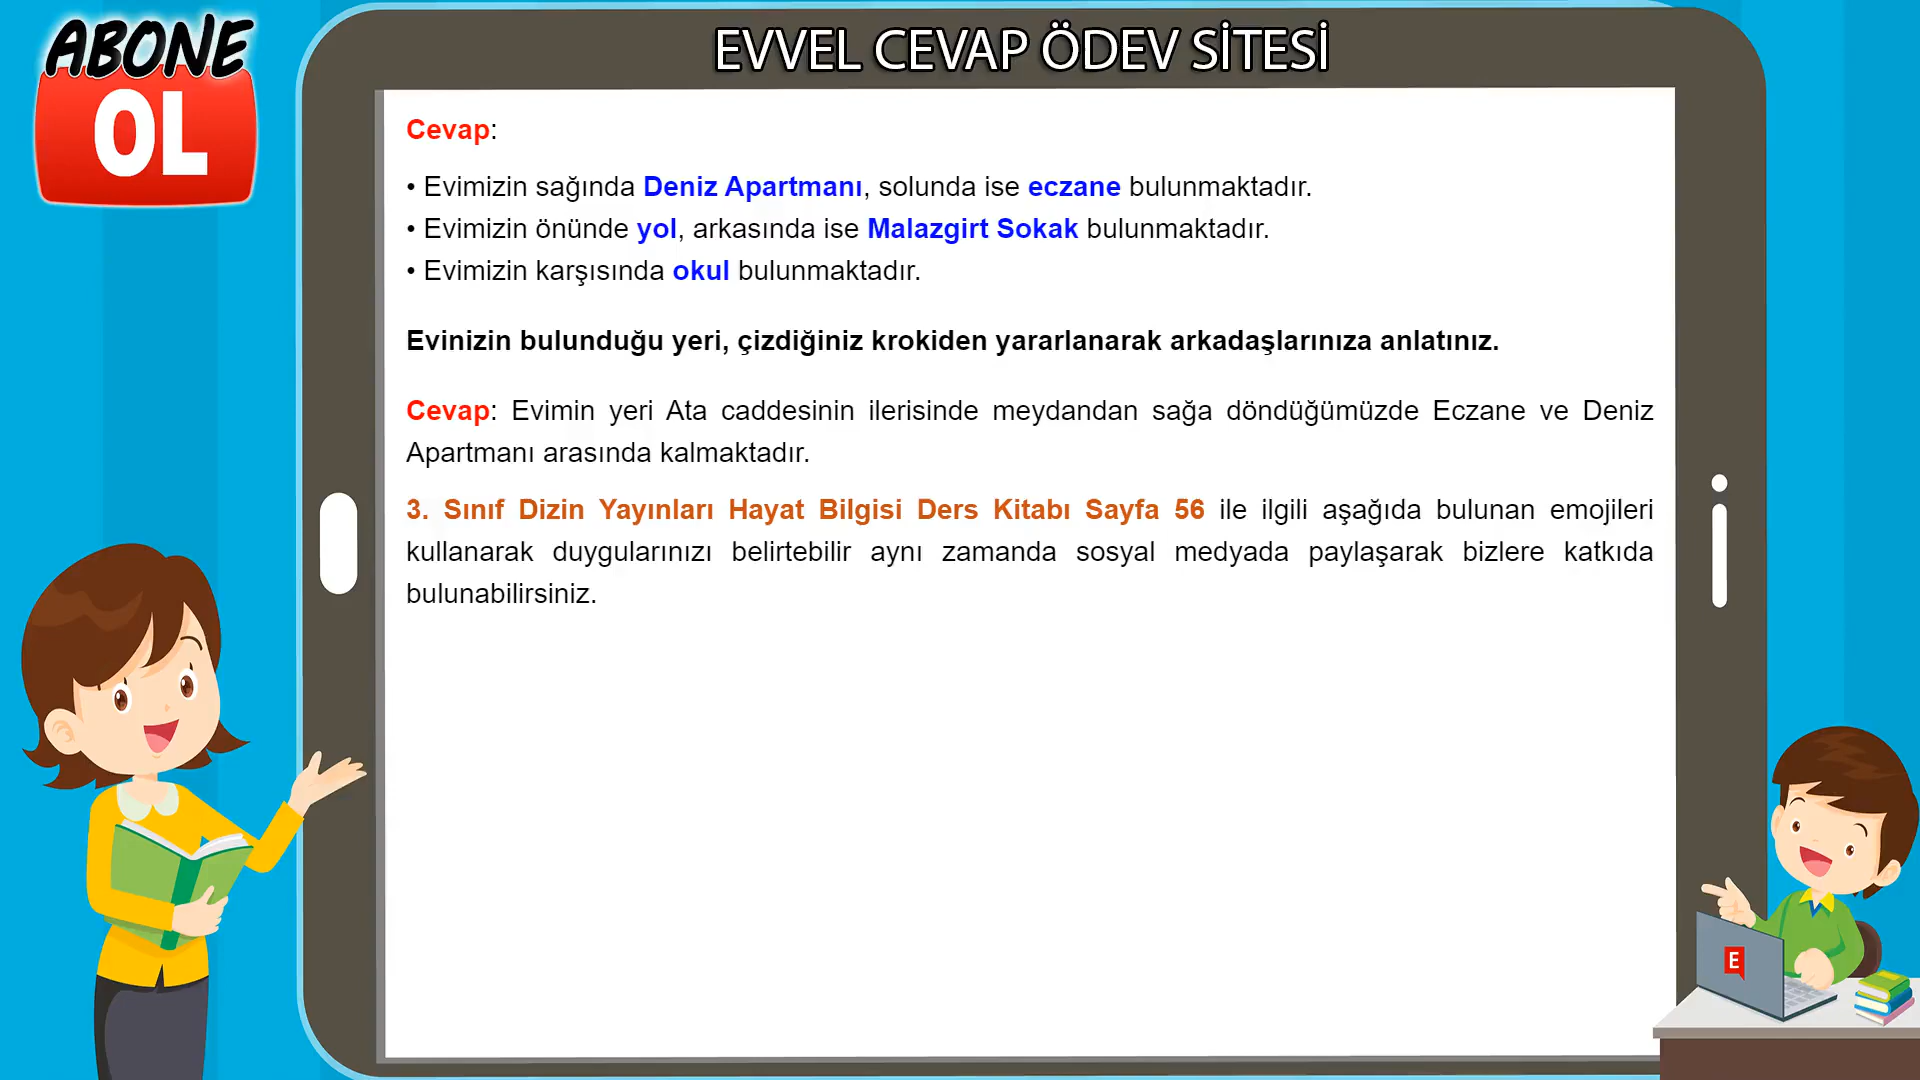 ABONE
OL
EVVEL CEVAP ÖDEV SİTESİ
Cevap:
• Evimizin sağında Deniz Apartmanı, solunda ise eczane bulunmaktadır.
• Evimizin önünde yol, arkasında ise Malazgirt Sokak bulunmaktadır.
• Evimizin karşısında okul bulunmaktadır.
Evinizin bulunduğu yeri, çizdiğiniz krokiden yararlanarak arkadaşlarınıza anlatınız.
Cevap: Evimin yeri Ata caddesinin ilerisinde meydandan sağa döndüğümüzde Eczane ve Deniz
Apartmanı arasında kalmaktadır.
3. Sınıf Dizin Yayınları Hayat Bilgisi Ders Kitabı Sayfa 56 ile ilgili aşağıda bulunan emojileri
kullanarak duygularınızı belirtebilir aynı zamanda sosyal medyada paylaşarak bizlere katkıda
bulunabilirsiniz.
E